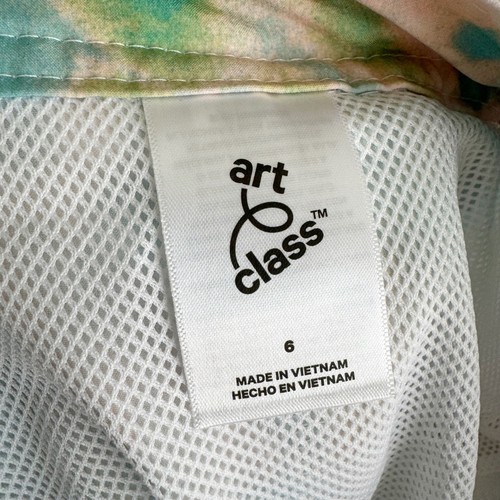 art
class™
6
MADE IN VIETNAM
HECHO EN VIETNAM